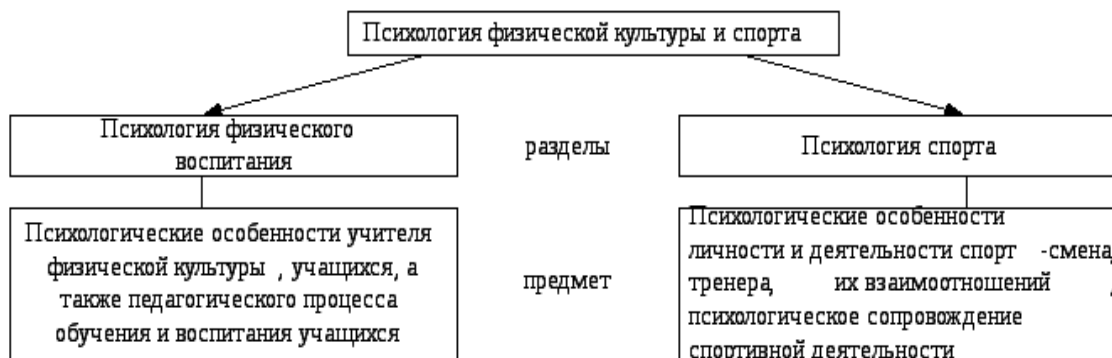 Психология физической культуры и спорта
Психология физического
воспитания
разделы
Психология спорта
Психологические особенности учителя
физической культуры , учащихся, а
также педагогического процесса
обучения и воспитания учащихся
предмет
Психологические особенности
личности и деятельности спорт -смена,
тренера, их взаимоотношений ,
психологическое сопровождение
спортивной деятельности